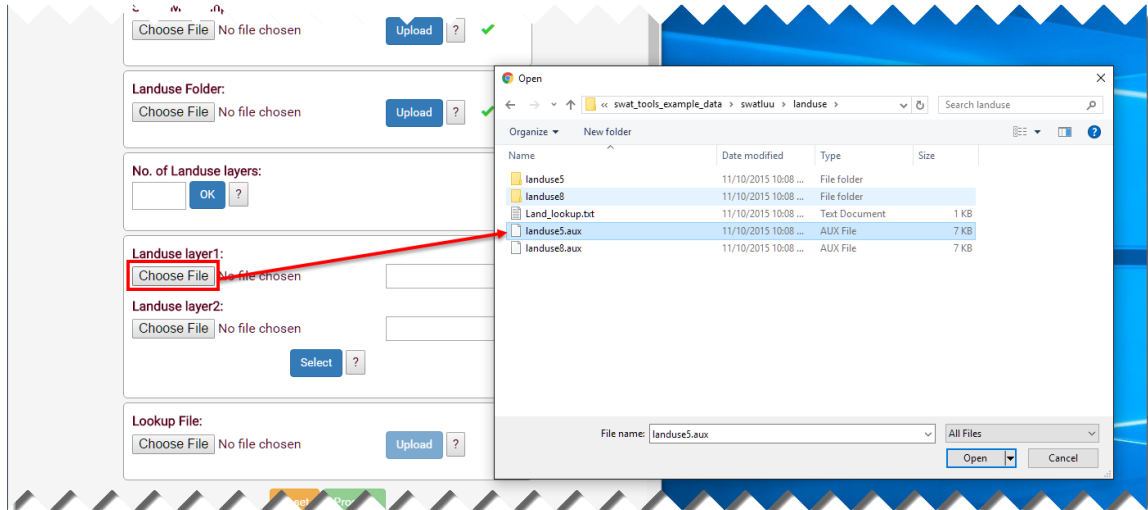 Choose File No file chosen Upload ?
Landuse Folder:
Choose File No file chosen Upload ?
No. of Landuse layers:
OK ?
Landuse layer1:
Choose File No file chosen
Landuse layer2:
Choose File No file chosen
Select ?
Lookup File:
Choose File No file chosen Upload ?
Open
« swat_tools_example_data › swatluu › landuse ›
Search landuse
Organize New folder
?
Name Date modified Type Size
landuse5 11/10/2015 10:08 ... File folder
landuse8 11/10/2015 10:08 ... File folder
Land_lookup.txt 11/10/2015 10:08 ... Text Document 1 KB
landuse5.aux 11/10/2015 10:08 ... AUX File 7 KB
landuse8.aux 11/10/2015 10:08 ... AUX File 7 KB
File name: landuse5.aux All Files
Open Cancel